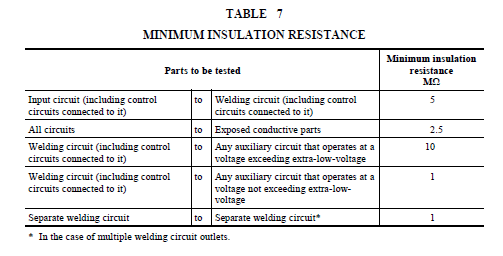 TABLE 7
MINIMUM INSULATION RESISTANCE
Parts to be tested
Minimum insulation
resistance
MΩ
Input circuit (including control
circuits connected to it)
to
Welding circuit (including control
circuits connected to it)
5
All circuits
to
Exposed conductive parts
2.5
Welding circuit (including control
circuits connected to it)
to
Any auxiliary circuit that operates at a
voltage exceeding extra-low-voltage
10
Welding circuit (including control
circuits connected to it)
to
Any auxiliary circuit that operates at a
voltage not exceeding extra-low-
voltage
1
Separate welding circuit
to
Separate welding circuit*
1
* In the case of multiple welding circuit outlets.